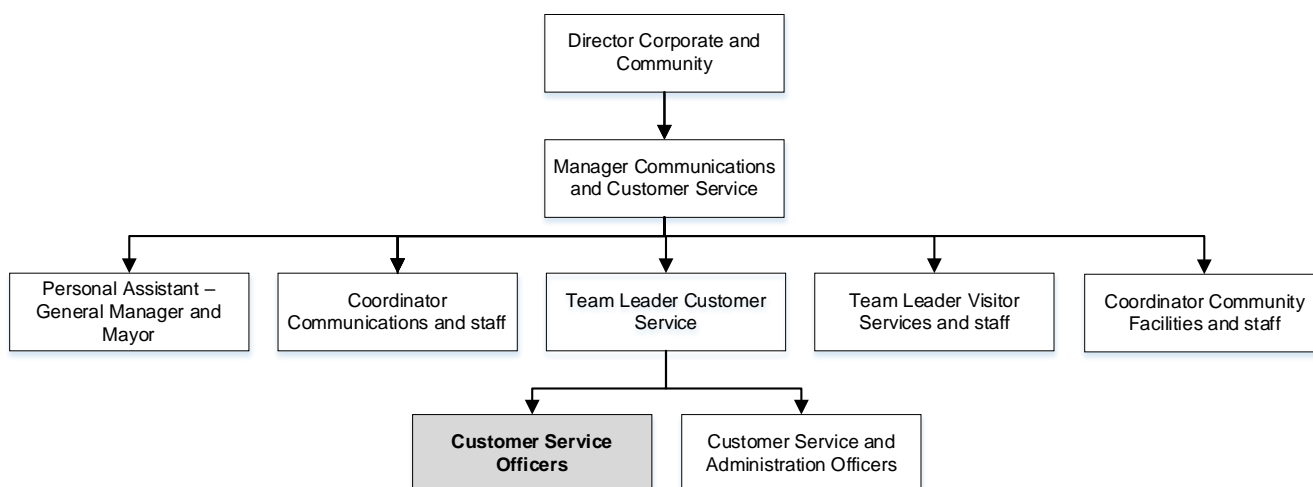 Director Corporate and
Community
Manager Communications
and Customer Service
Personal Assistant –
General Manager and
Mayor
Coordinator
Communications and staff
Team Leader Customer
Service
Team Leader Visitor
Services and staff
Coordinator Community
Facilities and staff
Customer Service
Officers
Customer Service and
Administration Officers